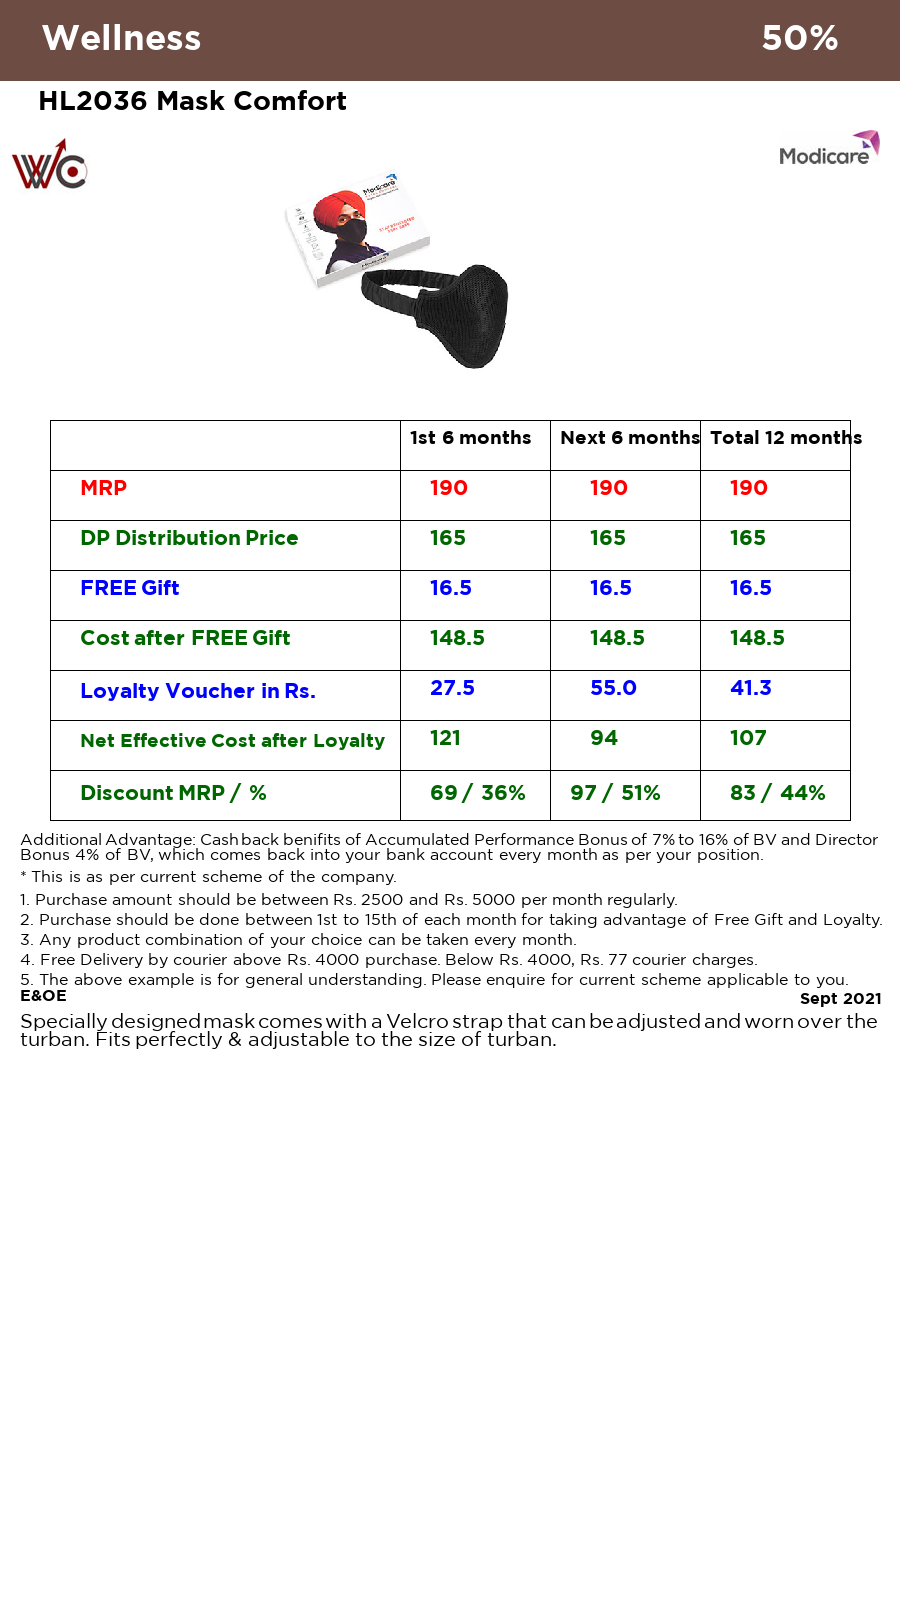 Wellness 50%
HL2036 Mask Comfort
WC
Modicare
Modicare
Modicare
1st 6 months Next 6 months Total 12 months
MRP 190 190 190
DP Distribution Price 165 165 165
FREE Gift 16.5 16.5 16.5
Cost after FREE Gift 148.5 148.5 148.5
Loyalty Voucher in Rs. 27.5 55.0 41.3
Net Effective Cost after Loyalty 121 94 107
Discount MRP / % 69 / 36% 97 / 51% 83 / 44%
Additional Advantage: Cash back benifits of Accumulated Performance Bonus of 7% to 16% of BV and Director
Bonus 4% of BV, which comes back into your bank account every month as per your position.
* This is as per current scheme of the company.
1. Purchase amount should be between Rs. 2500 and Rs. 5000 per month regularly.
2. Purchase should be done between 1st to 15th of each month for taking advantage of Free Gift and Loyalty.
3. Any product combination of your choice can be taken every month.
4. Free Delivery by courier above Rs. 4000 purchase. Below Rs. 4000, Rs. 77 courier charges.
5. The above example is for general understanding. Please enquire for current scheme applicable to you.
E&OE
Sept 2021
Specially designed mask comes with a Velcro strap that can be adjusted and worn over the
turban. Fits perfectly & adjustable to the size of turban.